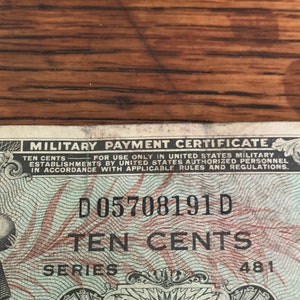 MILITARY PAYMENT CERTIFICATE
TEN CENTS — FOR USE ONLY IN UNITED STATES MILITARY
ESTABLISHMENTS BY UNITED STATES AUTHORIZED PERSONNEL
IN ACCORDANCE WITH APPLICABLE RULES AND REGULATIONS.
D05708191D
TEN CENTS
SERIES 481